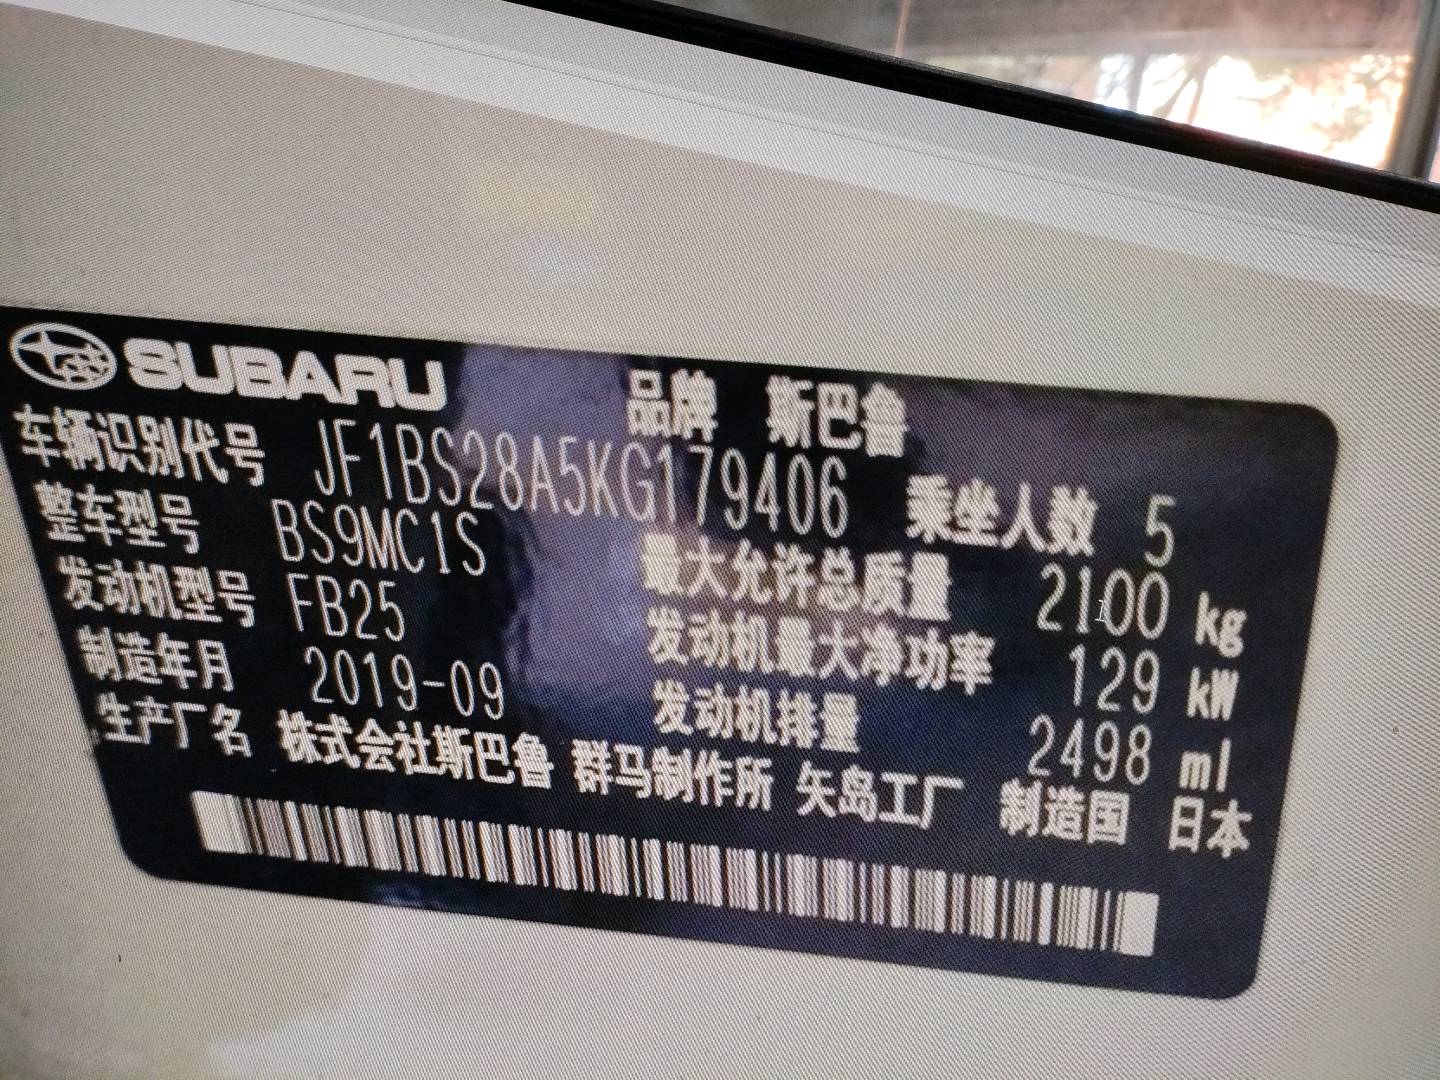 SUBARU 品牌 斯巴鲁
车辆识别代号 JF1BS28A5KG179406 乘坐人数 5
整车型号 BS9MC1S 最大允许总质量 2100 kg
发动机型号 FB25 发动机最大净功率 129 kW
制造年月 2019-09 发动机排量 2498 ml
生产厂名 株式会社斯巴鲁 群马制作所 矢岛工厂 制造国 日本